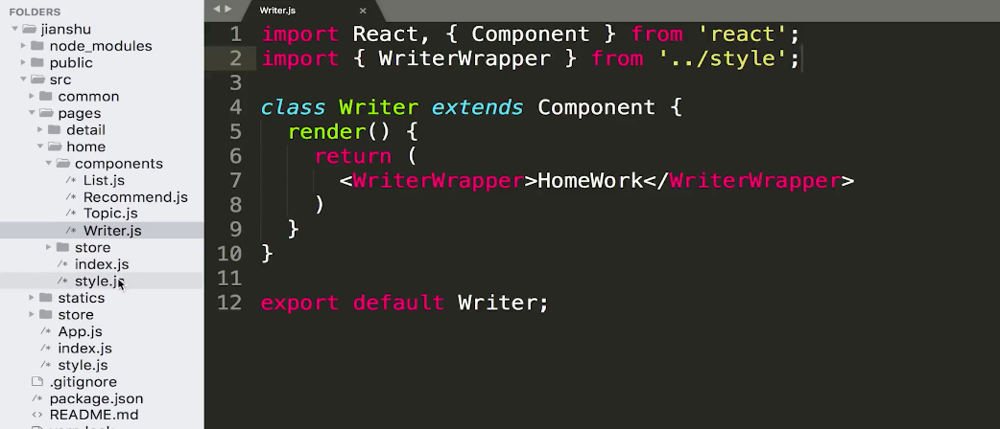 FOLDERS
jianshu
node_modules
public
src
common
pages
detail
home
components
/* List.js
/* Recommend.js
/* Topic.js
/* Writer.js
store
/* index.js
/* style.js
statics
store
/* App.js
/* index.js
/* style.js
.gitignore
/* package.json
<> README.md
Writer.js ×
1 import React, { Component } from 'react';
2 import { WriterWrapper } from '../style';
3
4 class Writer extends Component {
5 render() {
6 return (
7 <WriterWrapper>HomeWork</WriterWrapper>
8 )
9 }
10 }
11
12 export default Writer;